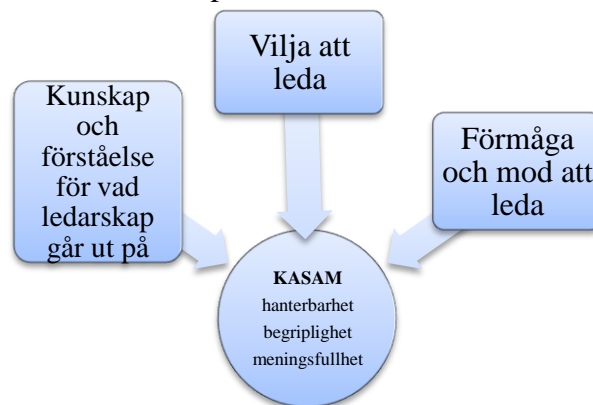 Vilja att
leda
Kunskap
och
förståelse
för vad
ledarskap
går ut på
Förmåga
och mod att
leda
KASAM
hanterbarhet
begriplighet
meningsfullhet